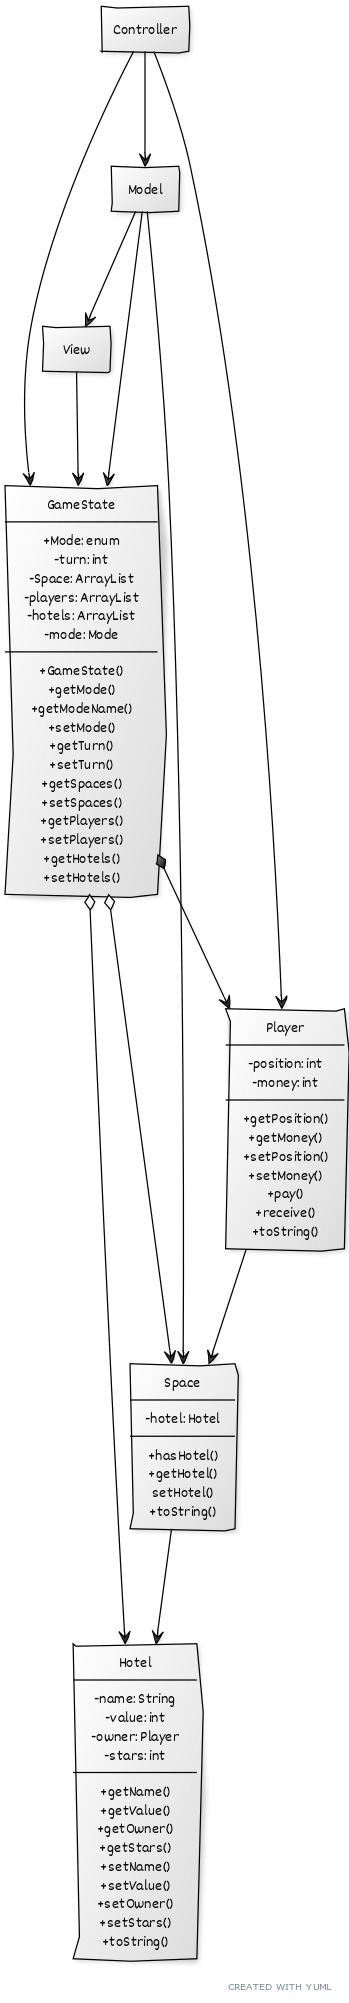 Controller
Model
View
GameState
+Mode: enum
-turn: int
-Space: ArrayList
-players: ArrayList
-hotels: ArrayList
-mode: Mode
+GameState()
+getMode()
+getModeName()
+setMode()
+getTurn()
+setTurn()
+getSpaces()
+setSpaces()
+getPlayers()
+setPlayers()
+getHotels()
+setHotels()
Player
-position: int
-money: int
+getPosition()
+getMoney()
+setPosition()
+setMoney()
+pay()
+receive()
+toString()
Space
-hotel: Hotel
+hasHotel()
+getHotel()
setHotel()
+toString()
Hotel
-name: String
-value: int
-owner: Player
-stars: int
+getName()
+getValue()
+getOwner()
+getStars()
+setName()
+setValue()
+setOwner()
+setStars()
+toString()
CREATED WITH YUML